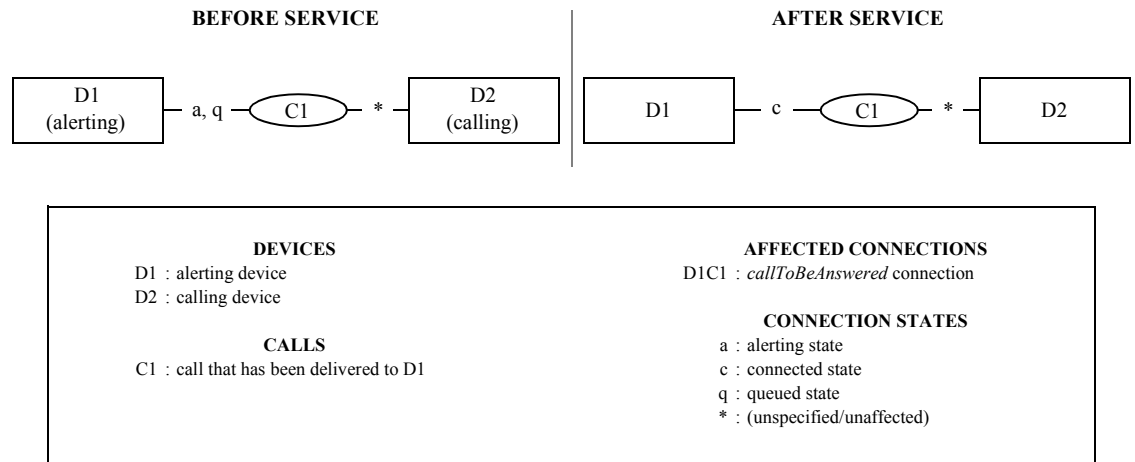 BEFORE SERVICE
AFTER SERVICE
D1
(alerting)
a, q
C1
*
D2
(calling)
D1
c
C1
*
D2
DEVICES
D1 : alerting device
D2 : calling device
CALLS
C1 : call that has been delivered to D1
AFFECTED CONNECTIONS
D1C1 : callToBeAnswered connection
CONNECTION STATES
a : alerting state
c : connected state
q : queued state
* : (unspecified/unaffected)